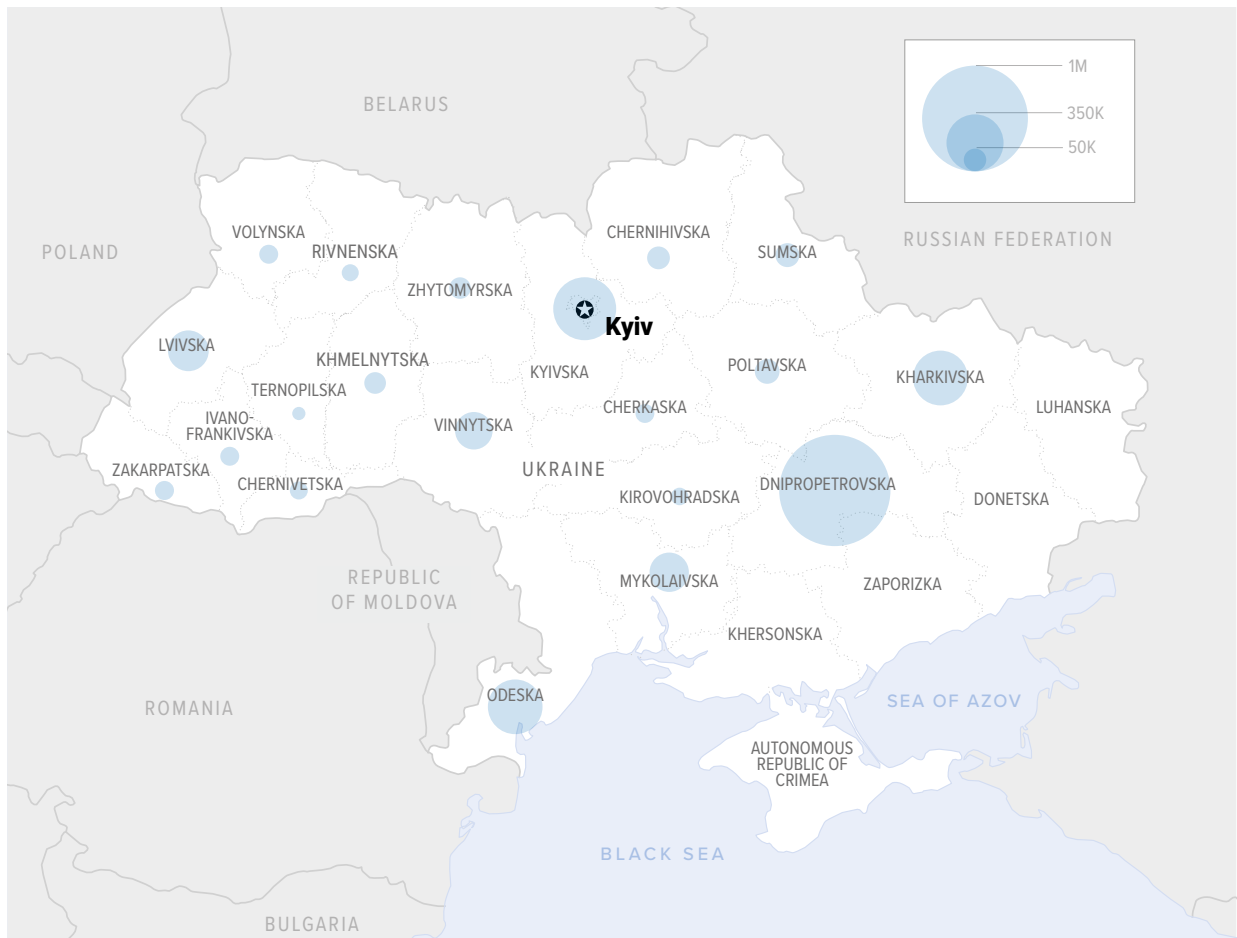 1M
BELARUS
350K
50K
VOLYNSKA
CHERNIHIVSKA
RUSSIAN FEDERATION
POLAND
RIVNENSKA
SUMSKA
ZHYTOMYRSKA
Kyiv
LVIVSKA
KHMELNYTSKA
KYIVSKA
POLTAVSKA
KHARKIVSKA
TERNOPILSKA
CHERKASKA
LUHANSKA
IVANO-
FRANKIVSKA
VINNYTSKA
ZAKARPATSKA
UKRAINE
CHERNIVETSKA
DNIPROPETROVSKA
KIROVOHRADSKA
DONETSKA
REPUBLIC
OF MOLDOVA
MYKOLAIVSKA
ZAPORIZKA
KHERSONSKA
ODESKA
SEA OF AZOV
ROMANIA
AUTONOMOUS
REPUBLIC OF
CRIMEA
BLACK SEA
BULGARIA